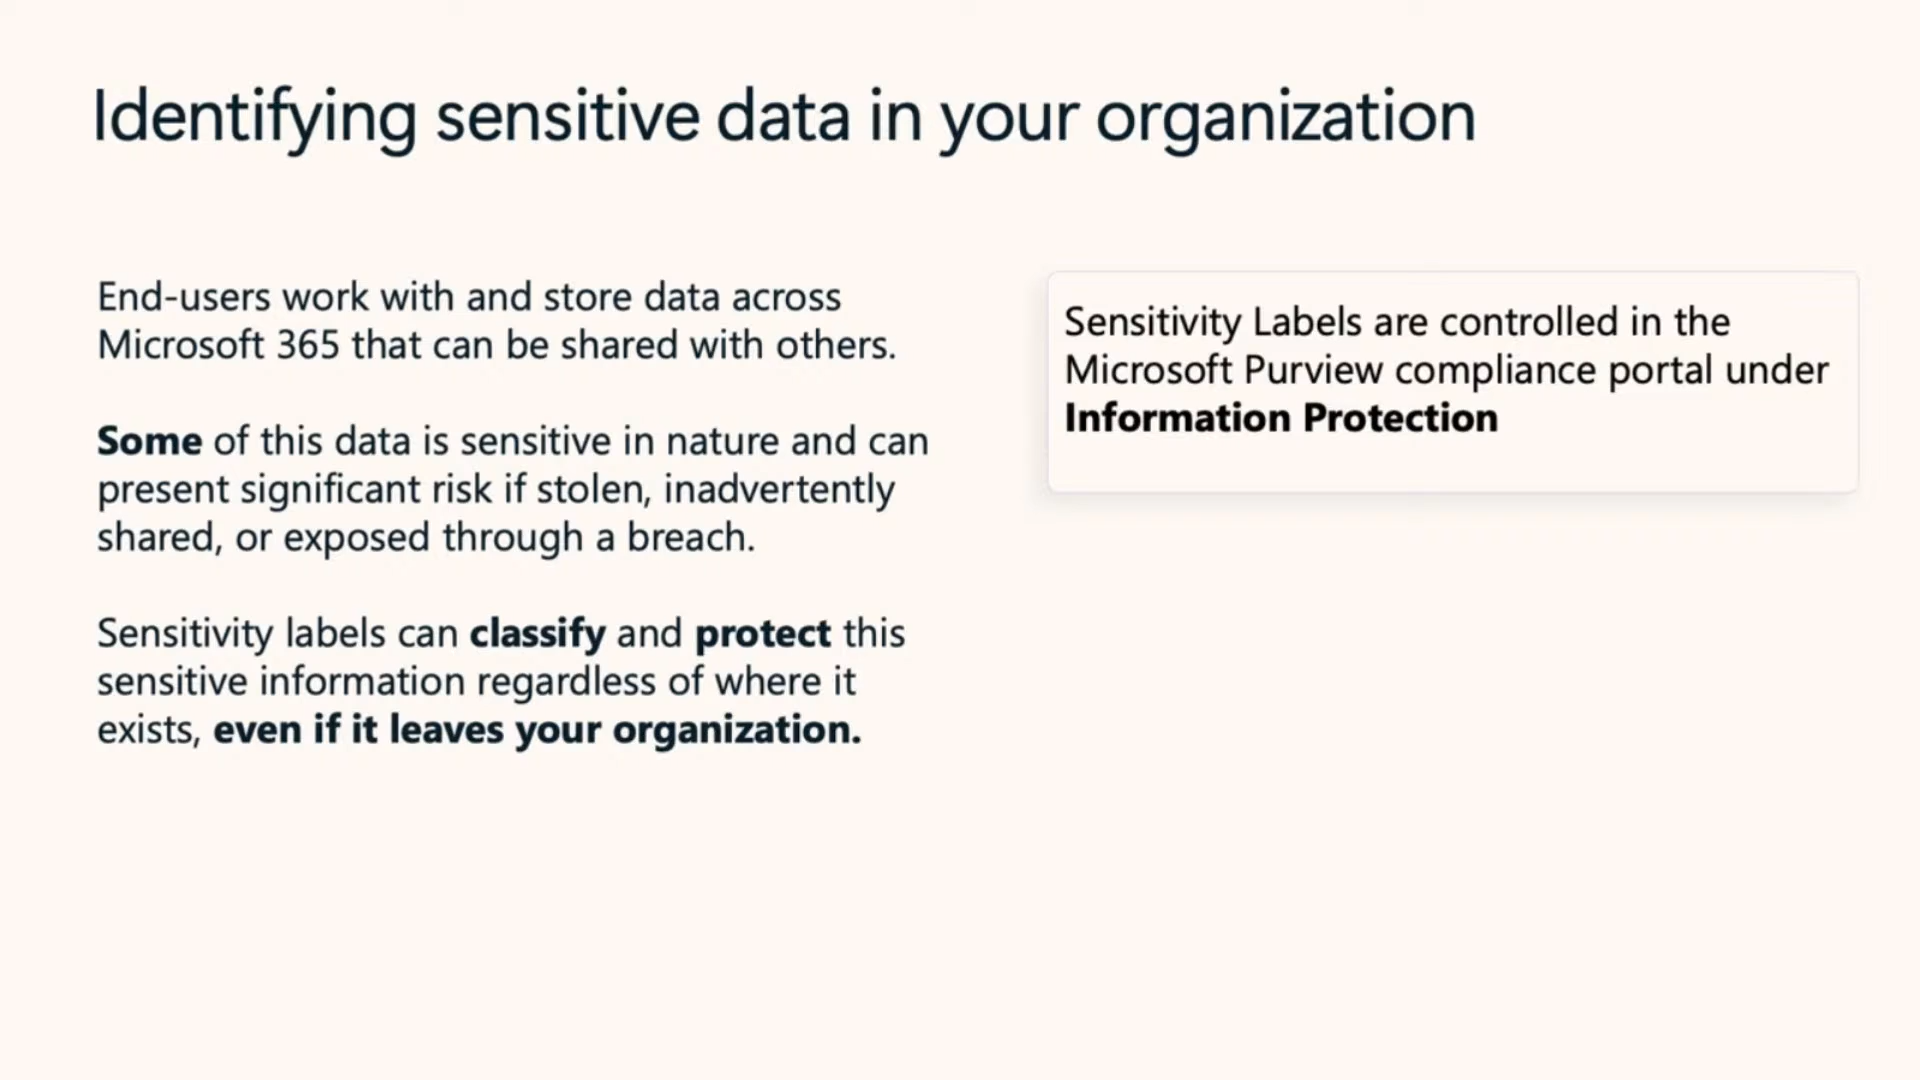 Identifying sensitive data in your organization
End-users work with and store data across
Microsoft 365 that can be shared with others.
Some of this data is sensitive in nature and can
present significant risk if stolen, inadvertently
shared, or exposed through a breach.
Sensitivity labels can classify and protect this
sensitive information regardless of where it
exists, even if it leaves your organization.
Sensitivity Labels are controlled in the
Microsoft Purview compliance portal under
Information Protection